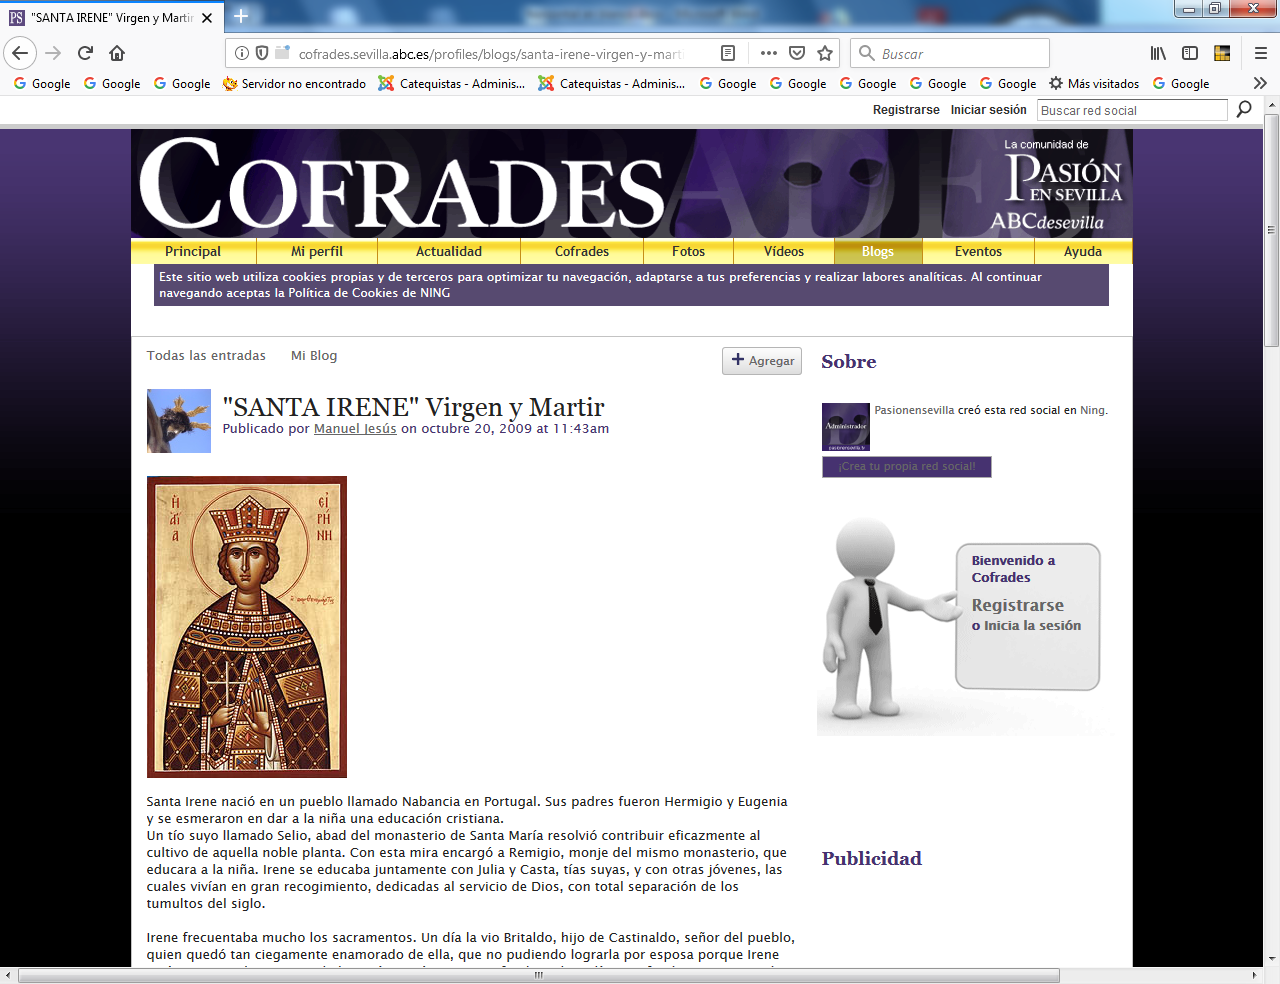 "SANTA IRENE" Virgen y Martir
cofrades.sevilla.abc.es/profiles/blogs/santa-irene-virgen-y-marti
Buscar
Google
Google
Google
Servidor no encontrado
Catequistas - Adminis...
Catequistas - Adminis...
Google
Google
Google
Google
Google
Más visitados
Google
Registrarse
Iniciar sesión
Buscar red social
COFRADES
La comunidad de
PASIÓN
EN SEVILLA
ABCdesevilla
Principal
Mi perfil
Actualidad
Cofrades
Fotos
Vídeos
Blogs
Eventos
Ayuda
Este sitio web utiliza cookies propias y de terceros para optimizar tu navegación, adaptarse a tus preferencias y realizar labores analíticas. Al continuar
navegando aceptas la Política de Cookies de NING
Todas las entradas
Mi Blog
Agregar
"SANTA IRENE" Virgen y Martir
Publicado por Manuel Jesús on octubre 20, 2009 at 11:43am
Santa Irene nació en un pueblo llamado Nabancia en Portugal. Sus padres fueron Hermigio y Eugenia
y se esmeraron en dar a la niña una educación cristiana.
Un tío suyo llamado Selio, abad del monasterio de Santa María resolvió contribuir eficazmente al
cultivo de aquella noble planta. Con esta mira encargó a Remigio, monje del mismo monasterio, que
educara a la niña. Irene se educaba juntamente con Julia y Casta, tías suyas, y con otras jóvenes, las
cuales vivían en gran recogimiento, dedicadas al servicio de Dios, con total separación de los
tumultos del siglo.
Irene frecuentaba mucho los sacramentos. Un día la vio Britaldo, hijo de Castinaldo, señor del pueblo,
quien quedó tan ciegamente enamorado de ella, que no pudiendo lograrla por esposa porque Irene
Sobre
Administrador
Pasionensevilla creó esta red social en Ning.
¡Crea tu propia red social!
Bienvenido a
Cofrades
Registrarse
o Inicia la sesión
Publicidad